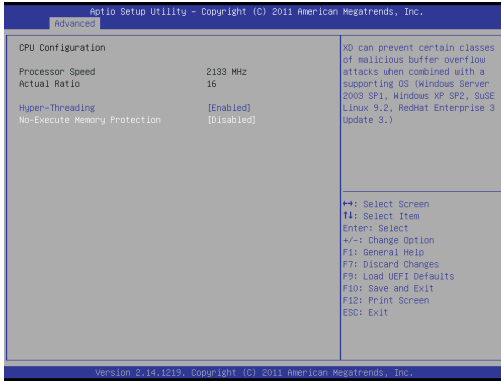 Aptio Setup Utility – Copyright (C) 2011 American Megatrends, Inc.
Advanced
CPU Configuration
Processor Speed 2133 MHz
Actual Ratio 16
Hyper-Threading [Enabled]
No-Execute Memory Protection [Disabled]
XD can prevent certain classes
of malicious buffer overflow
attacks when combined with a
supporting OS (Windows Server
2003 SP1, Windows XP SP2, SuSE
Linux 9.2, RedHat Enterprise 3
Update 3.)
↔: Select Screen
↑↓: Select Item
Enter: Select
+/-: Change Option
F1: General Help
F7: Discard Changes
F9: Load UEFI Defaults
F10: Save and Exit
F12: Print Screen
ESC: Exit
Version 2.14.1219. Copyright (C) 2011 American Megatrends, Inc.